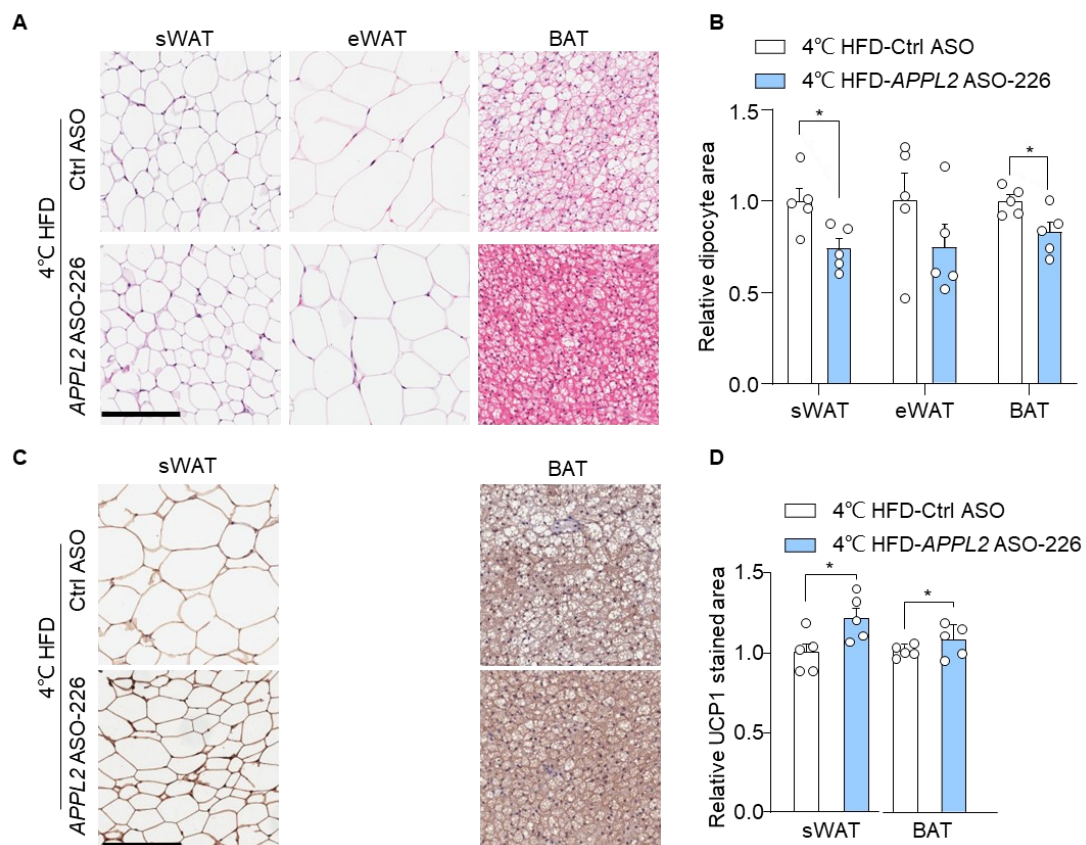 A
sWAT
eWAT
BAT
4℃ HFD
Ctrl ASO
APPL2 ASO-226
B
4℃ HFD-Ctrl ASO
4℃ HFD-APPL2 ASO-226
Relative dipocyte area
1.5
1.0
0.5
0.0
*
*
sWAT
eWAT
BAT
C
sWAT
BAT
4℃ HFD
Ctrl ASO
APPL2 ASO-226
D
4℃ HFD-Ctrl ASO
4℃ HFD-APPL2 ASO-226
Relative UCP1 stained area
1.5
1.0
0.5
0.0
*
*
sWAT
BAT